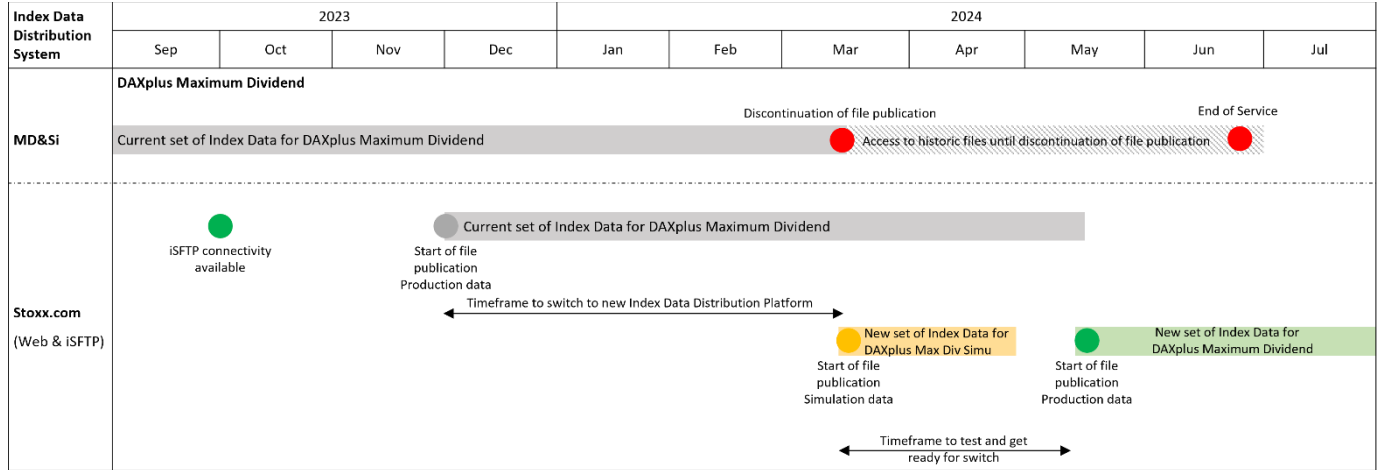 Index Data
Distribution
System
2023
2024
Sep
Oct
Nov
Dec
Jan
Feb
Mar
Apr
May
Jun
Jul
DAXplus Maximum Dividend
MD&Si
Discontinuation of file publication
End of Service
Current set of Index Data for DAXplus Maximum Dividend
Access to historic files until discontinuation of file publication
Stoxx.com
(Web & iSFTP)
iSFTP connectivity
available
Current set of Index Data for DAXplus Maximum Dividend
Start of file
publication
Production data
Timeframe to switch to new Index Data Distribution Platform
New set of Index Data for
DAXplus Max Div Simu
Start of file
publication
Simulation data
New set of Index Data for
DAXplus Maximum Dividend
Start of file
publication
Production data
Timeframe to test and get
ready for switch